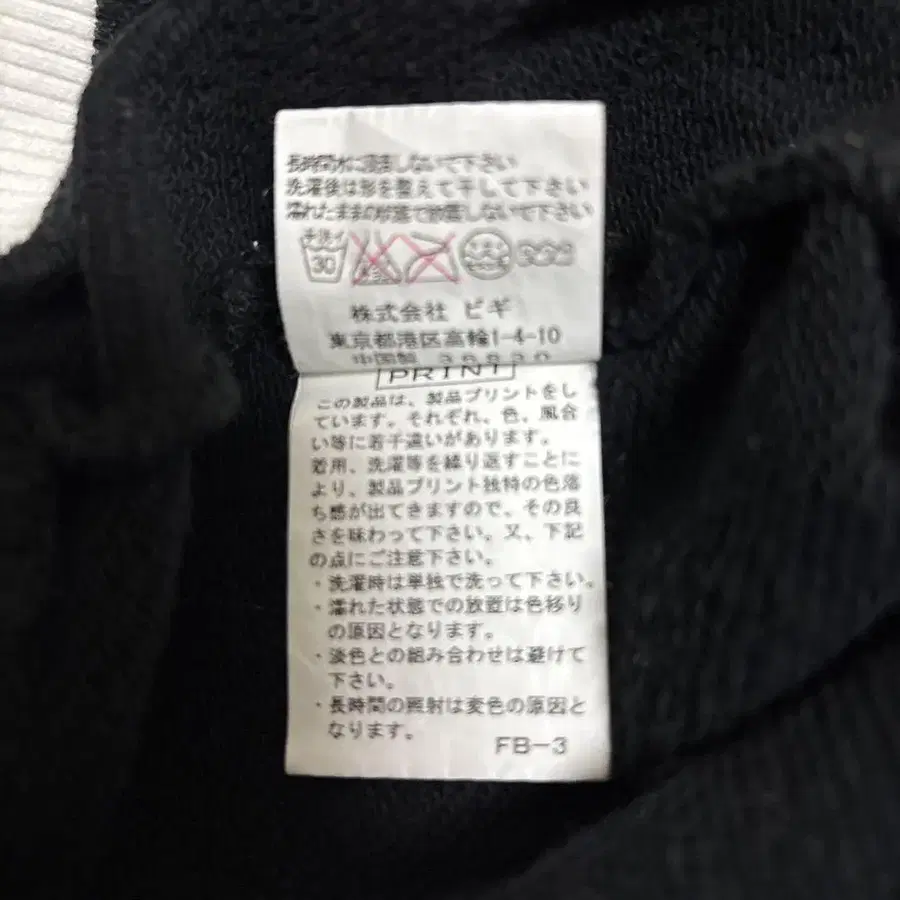 長時間水に浸漬しないで下さい
洗濯後は形を整えて干して下さい
濡れたままの状態で放置しないで下さい
手洗イ
30
株式会社 ビギ
東京都港区高輪1-4-10
中国製
PRINT
この製品は、製品プリントをし
ています。それぞれ、色、風合
い等に若干違いがあります。
着用、洗濯等を繰り返すことに
より、製品プリント独特の色落
ち感が出てきますので、その良
さを味わって下さい。又、下記
の点にご注意下さい。
・洗濯時は単独で洗って下さい。
・濡れた状態での放置は色移り
の原因となります。
・淡色との組み合わせは避けて
下さい。
・長時間の照射は変色の原因と
なります。
FB-3